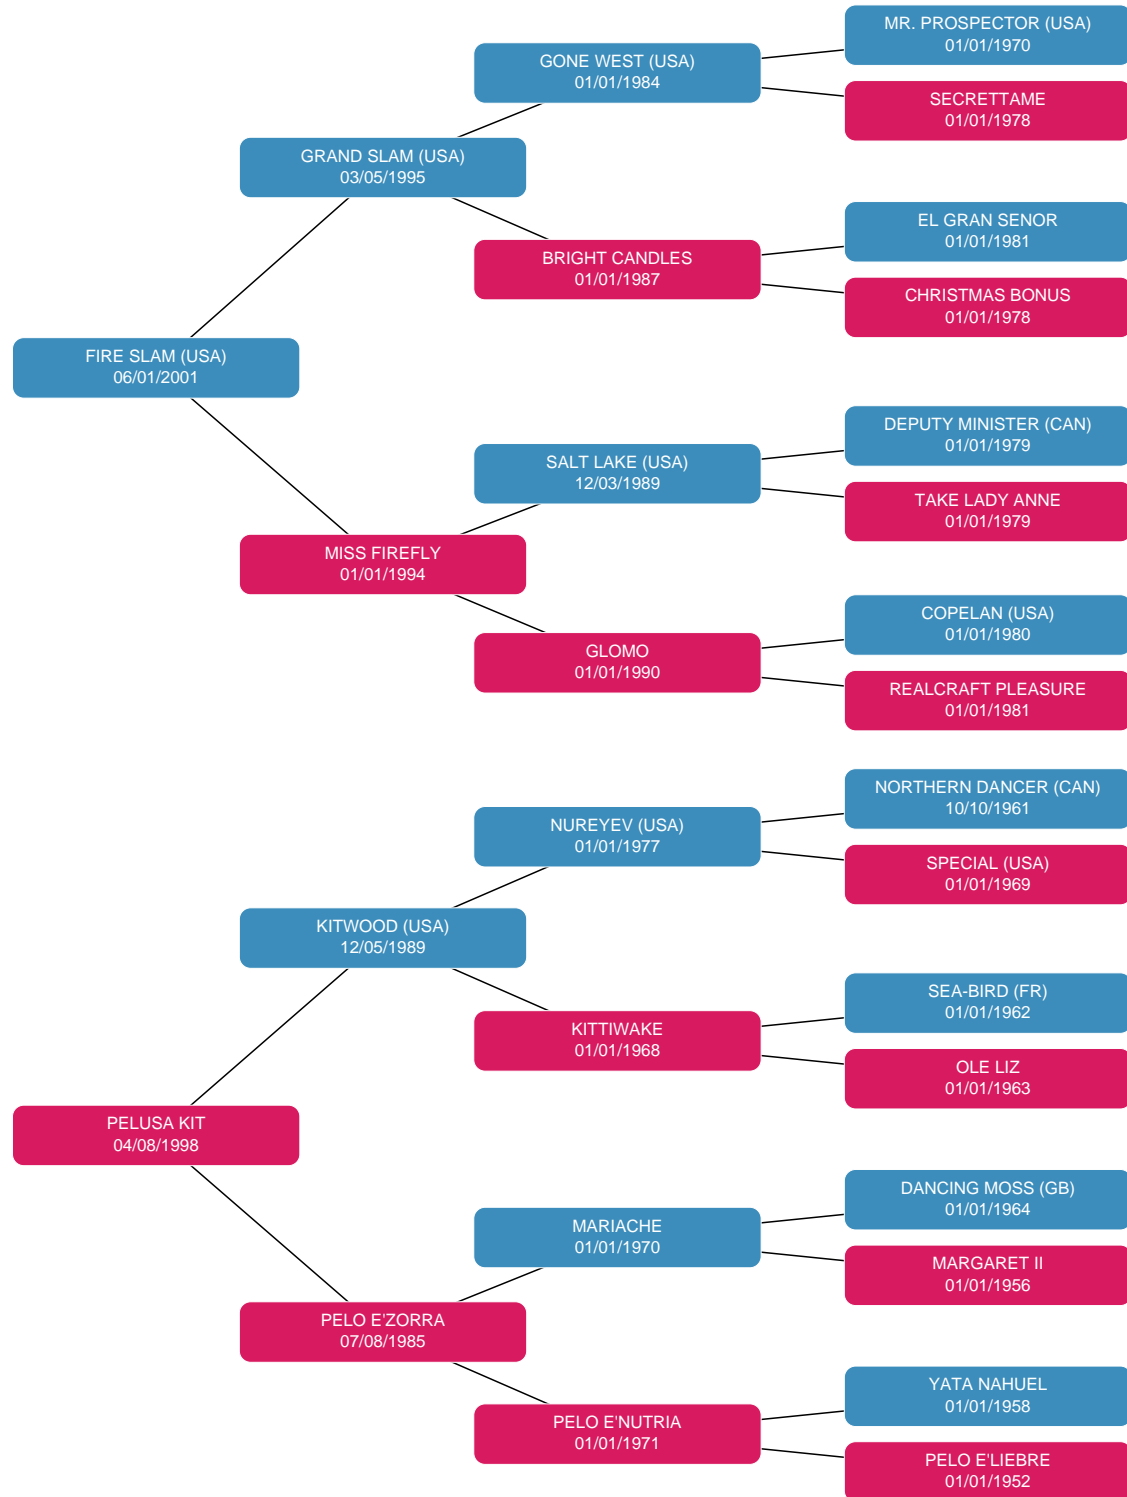 MR. PROSPECTOR (USA)
01/01/1970
GONE WEST (USA)
01/01/1984
SECRETTAME
01/01/1978
GRAND SLAM (USA)
03/05/1995
EL GRAN SENOR
01/01/1981
BRIGHT CANDLES
01/01/1987
CHRISTMAS BONUS
01/01/1978
FIRE SLAM (USA)
06/01/2001
DEPUTY MINISTER (CAN)
01/01/1979
SALT LAKE (USA)
12/03/1989
TAKE LADY ANNE
01/01/1979
MISS FIREFLY
01/01/1994
COPELAN (USA)
01/01/1980
GLOMO
01/01/1990
REALCRAFT PLEASURE
01/01/1981
NORTHERN DANCER (CAN)
10/10/1961
NUREYEV (USA)
01/01/1977
SPECIAL (USA)
01/01/1969
KITWOOD (USA)
12/05/1989
SEA-BIRD (FR)
01/01/1962
KITTIWAKE
01/01/1968
OLE LIZ
01/01/1963
PELUSA KIT
04/08/1998
DANCING MOSS (GB)
01/01/1964
MARIACHE
01/01/1970
MARGARET II
01/01/1956
PELO E'ZORRA
07/08/1985
YATA NAHUEL
01/01/1958
PELO E'NUTRIA
01/01/1971
PELO E'LIEBRE
01/01/1952